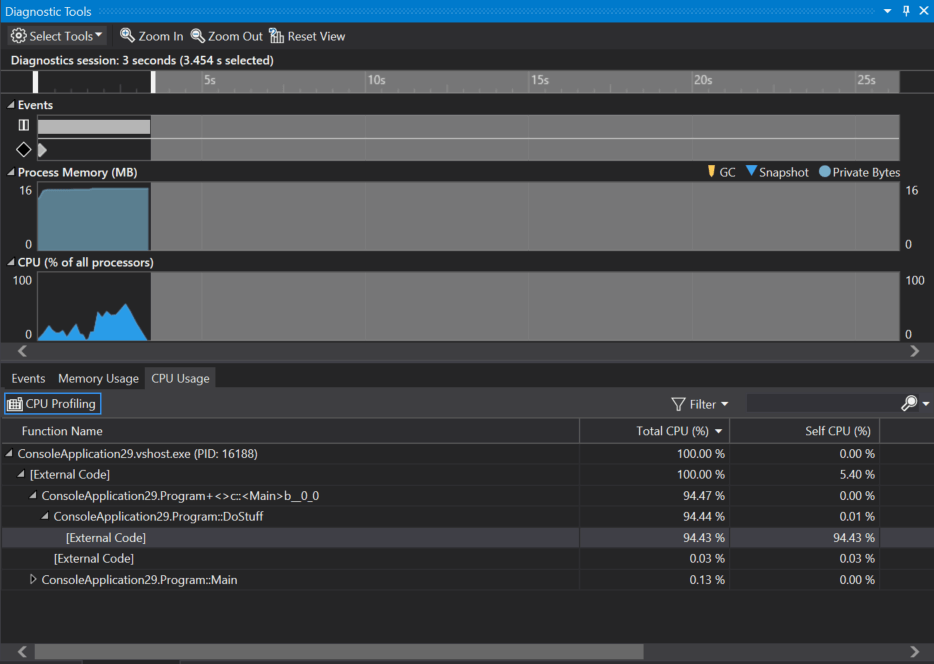 Diagnostic Tools
Select Tools Zoom In Zoom Out Reset View
Diagnostics session: 3 seconds (3.454 s selected)
5s 10s 15s 20s 25s
Events
Process Memory (MB) GC Snapshot Private Bytes
16 16
0 0
CPU (% of all processors)
100 100
0 0
Events Memory Usage CPU Usage
CPU Profiling Filter
Function Name Total CPU (%) Self CPU (%)
ConsoleApplication29.vshost.exe (PID: 16188) 100.00 % 0.00 %
[External Code] 100.00 % 5.40 %
ConsoleApplication29.Program+<>c::<Main>b__0_0 94.47 % 0.00 %
ConsoleApplication29.Program::DoStuff 94.44 % 0.01 %
[External Code] 94.43 % 94.43 %
[External Code] 0.03 % 0.03 %
ConsoleApplication29.Program::Main 0.13 % 0.00 %